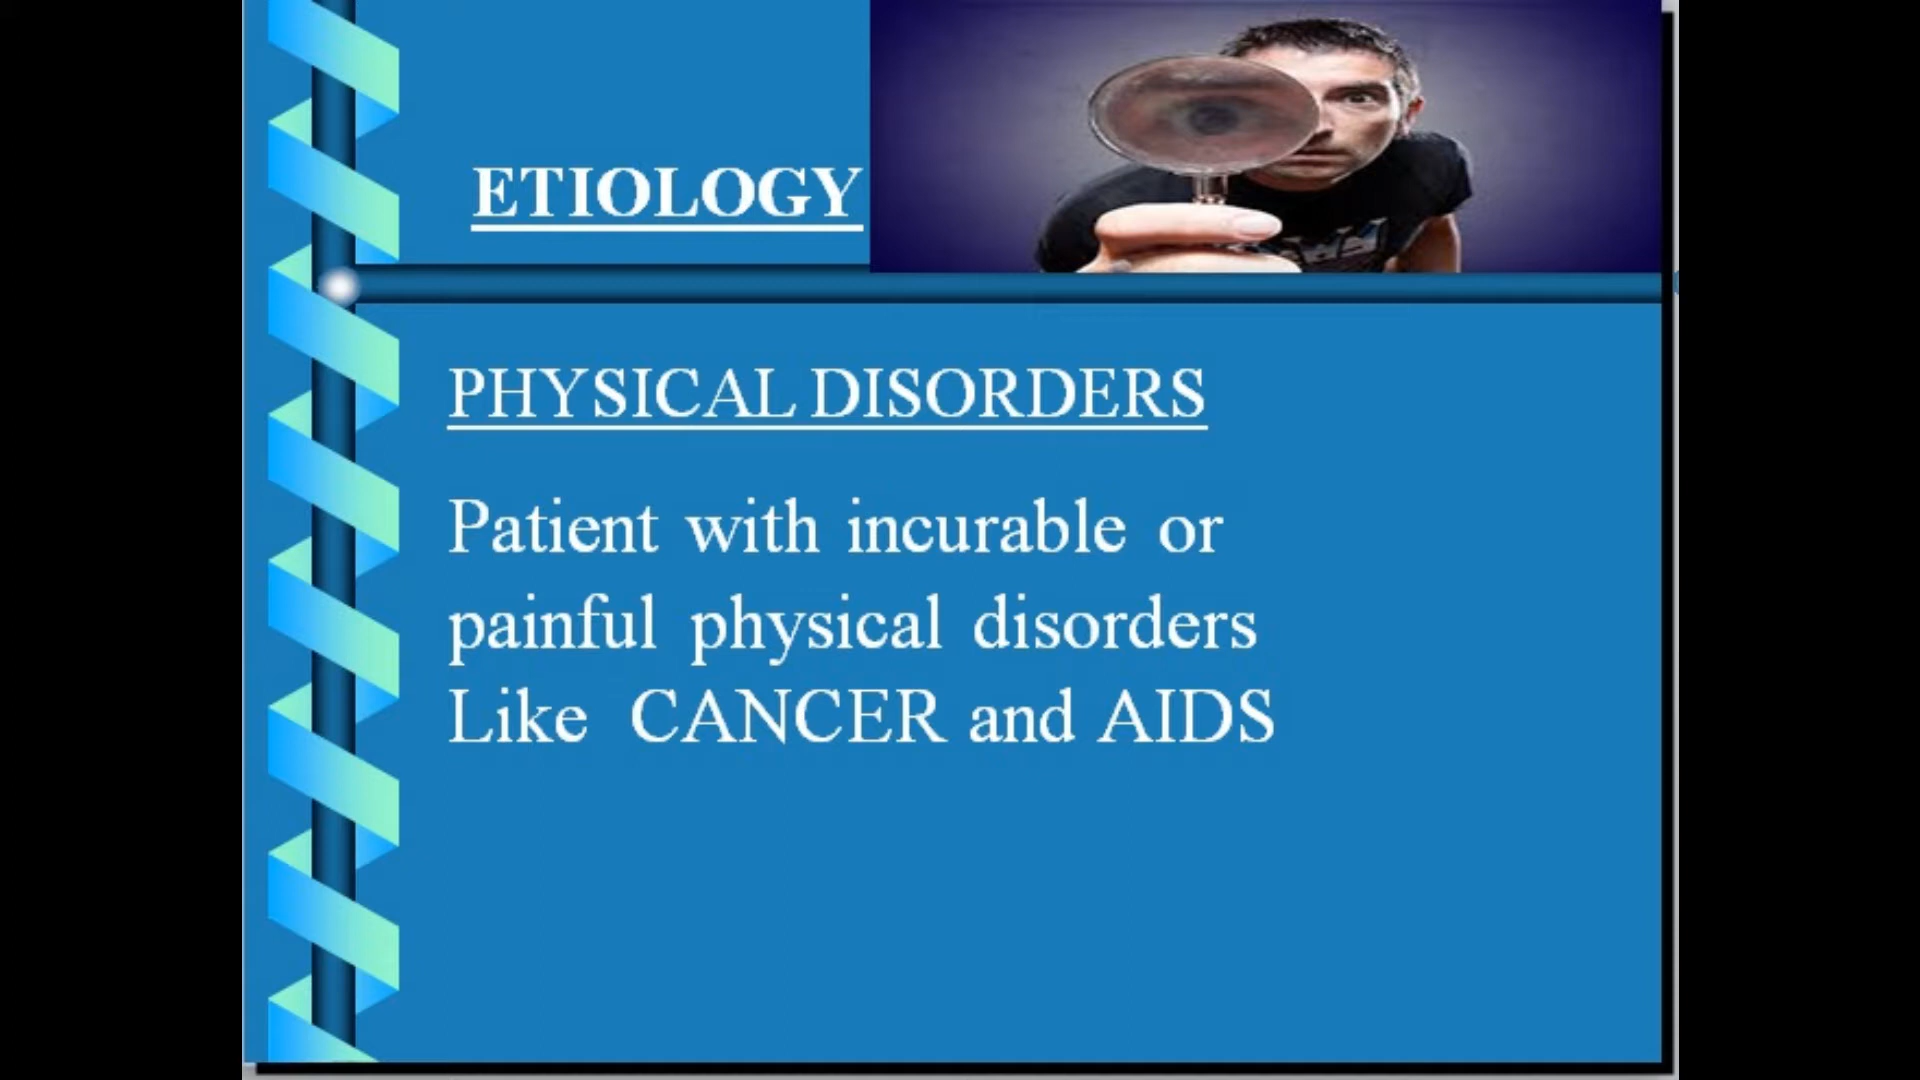 ETIOLOGY
PHYSICAL DISORDERS
Patient with incurable or
painful physical disorders
Like CANCER and AIDS